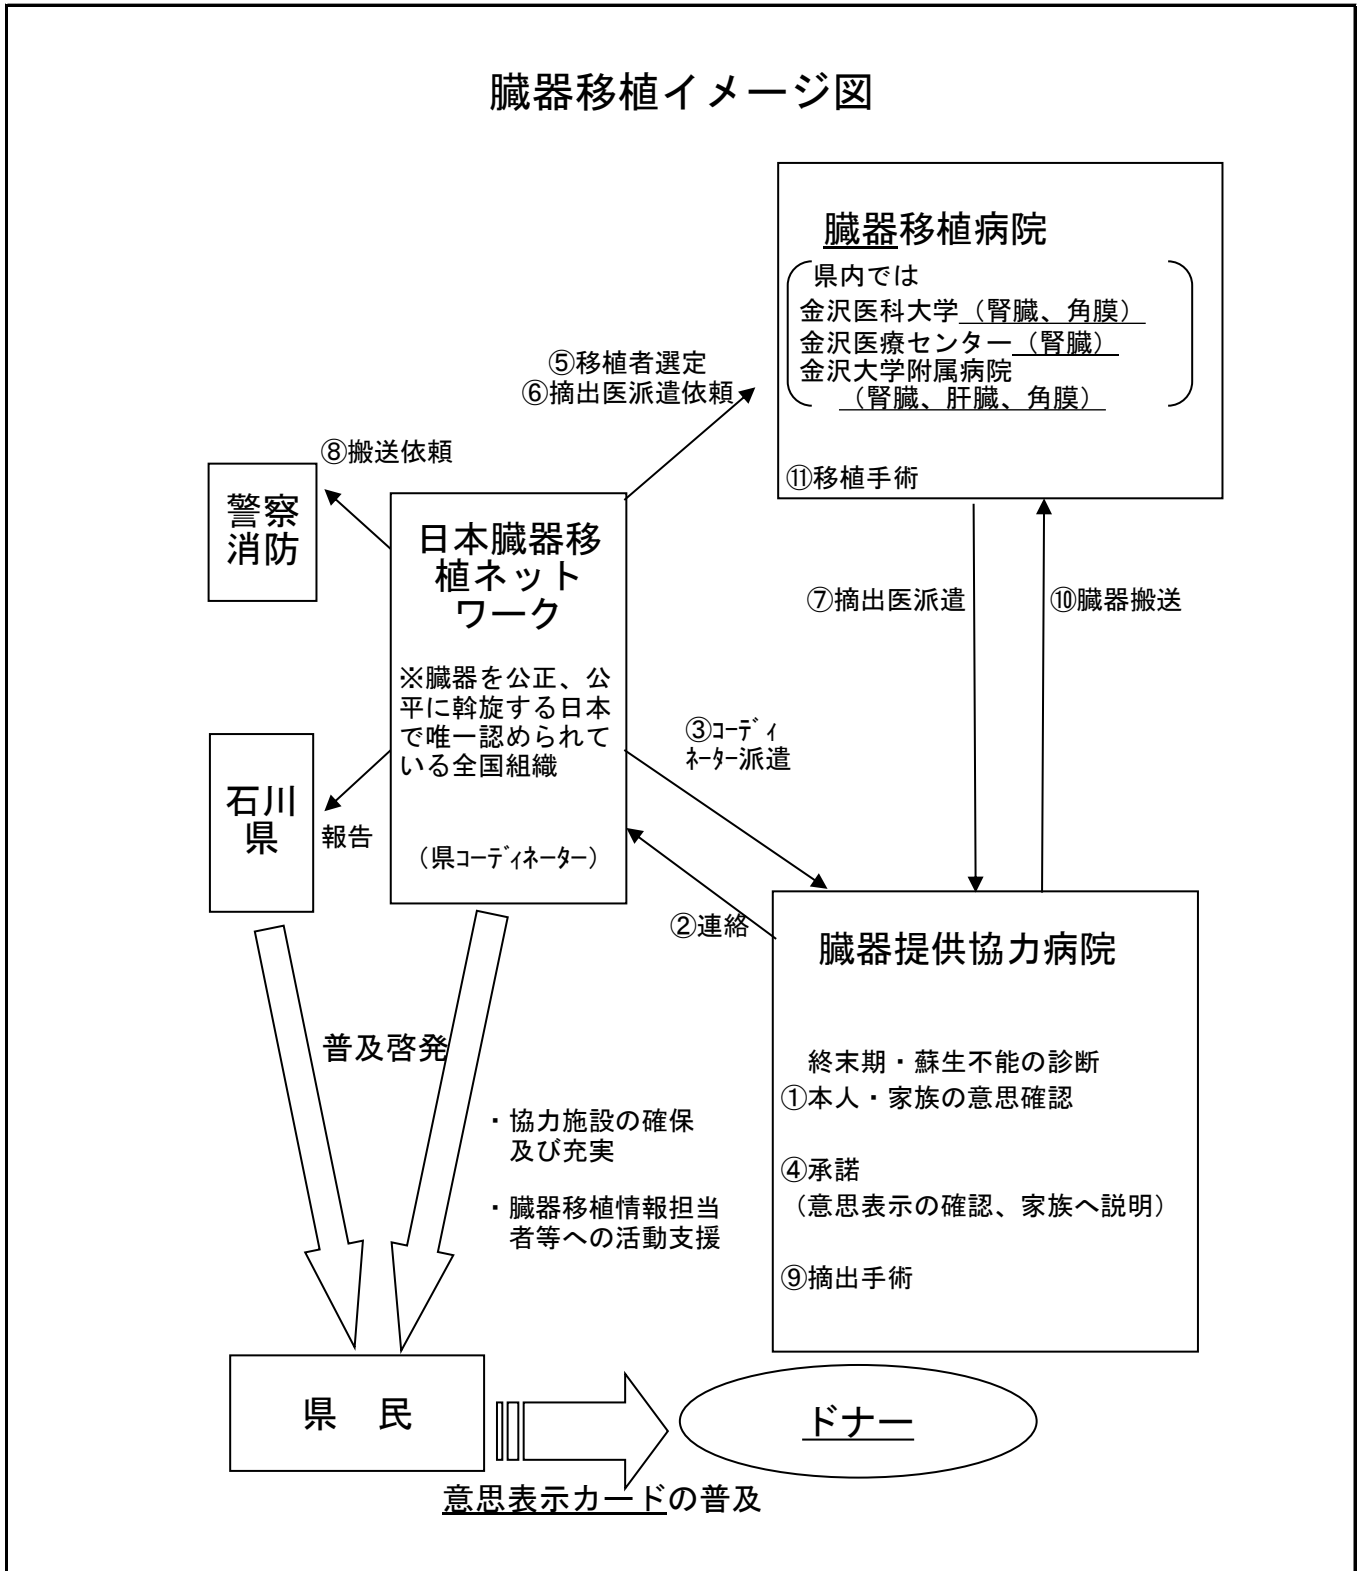 臓器移植イメージ図
臓器移植病院
県内では
金沢医科大学（腎臓、角膜）
金沢医療センター（腎臓）
金沢大学附属病院
（腎臓、肝臓、角膜）
⑪移植手術
⑤移植者選定
⑥摘出医派遣依頼
⑧搬送依頼
警察
消防
日本臓器移
植ネット
ワーク
※臓器を公正、公
平に斡旋する日本
で唯一認められて
いる全国組織
（県ｺｰﾃﾞｨﾈｰﾀｰ）
⑦摘出医派遣
⑩臓器搬送
③ｺｰﾃﾞｨ
ﾈｰﾀｰ派遣
石川
県
報告
②連絡
臓器提供協力病院
終末期・蘇生不能の診断
①本人・家族の意思確認
④承諾
（意思表示の確認、家族へ説明）
⑨摘出手術
普及啓発
・協力施設の確保
及び充実
・臓器移植情報担当
者等への活動支援
県　民
ドナー
意思表示カードの普及